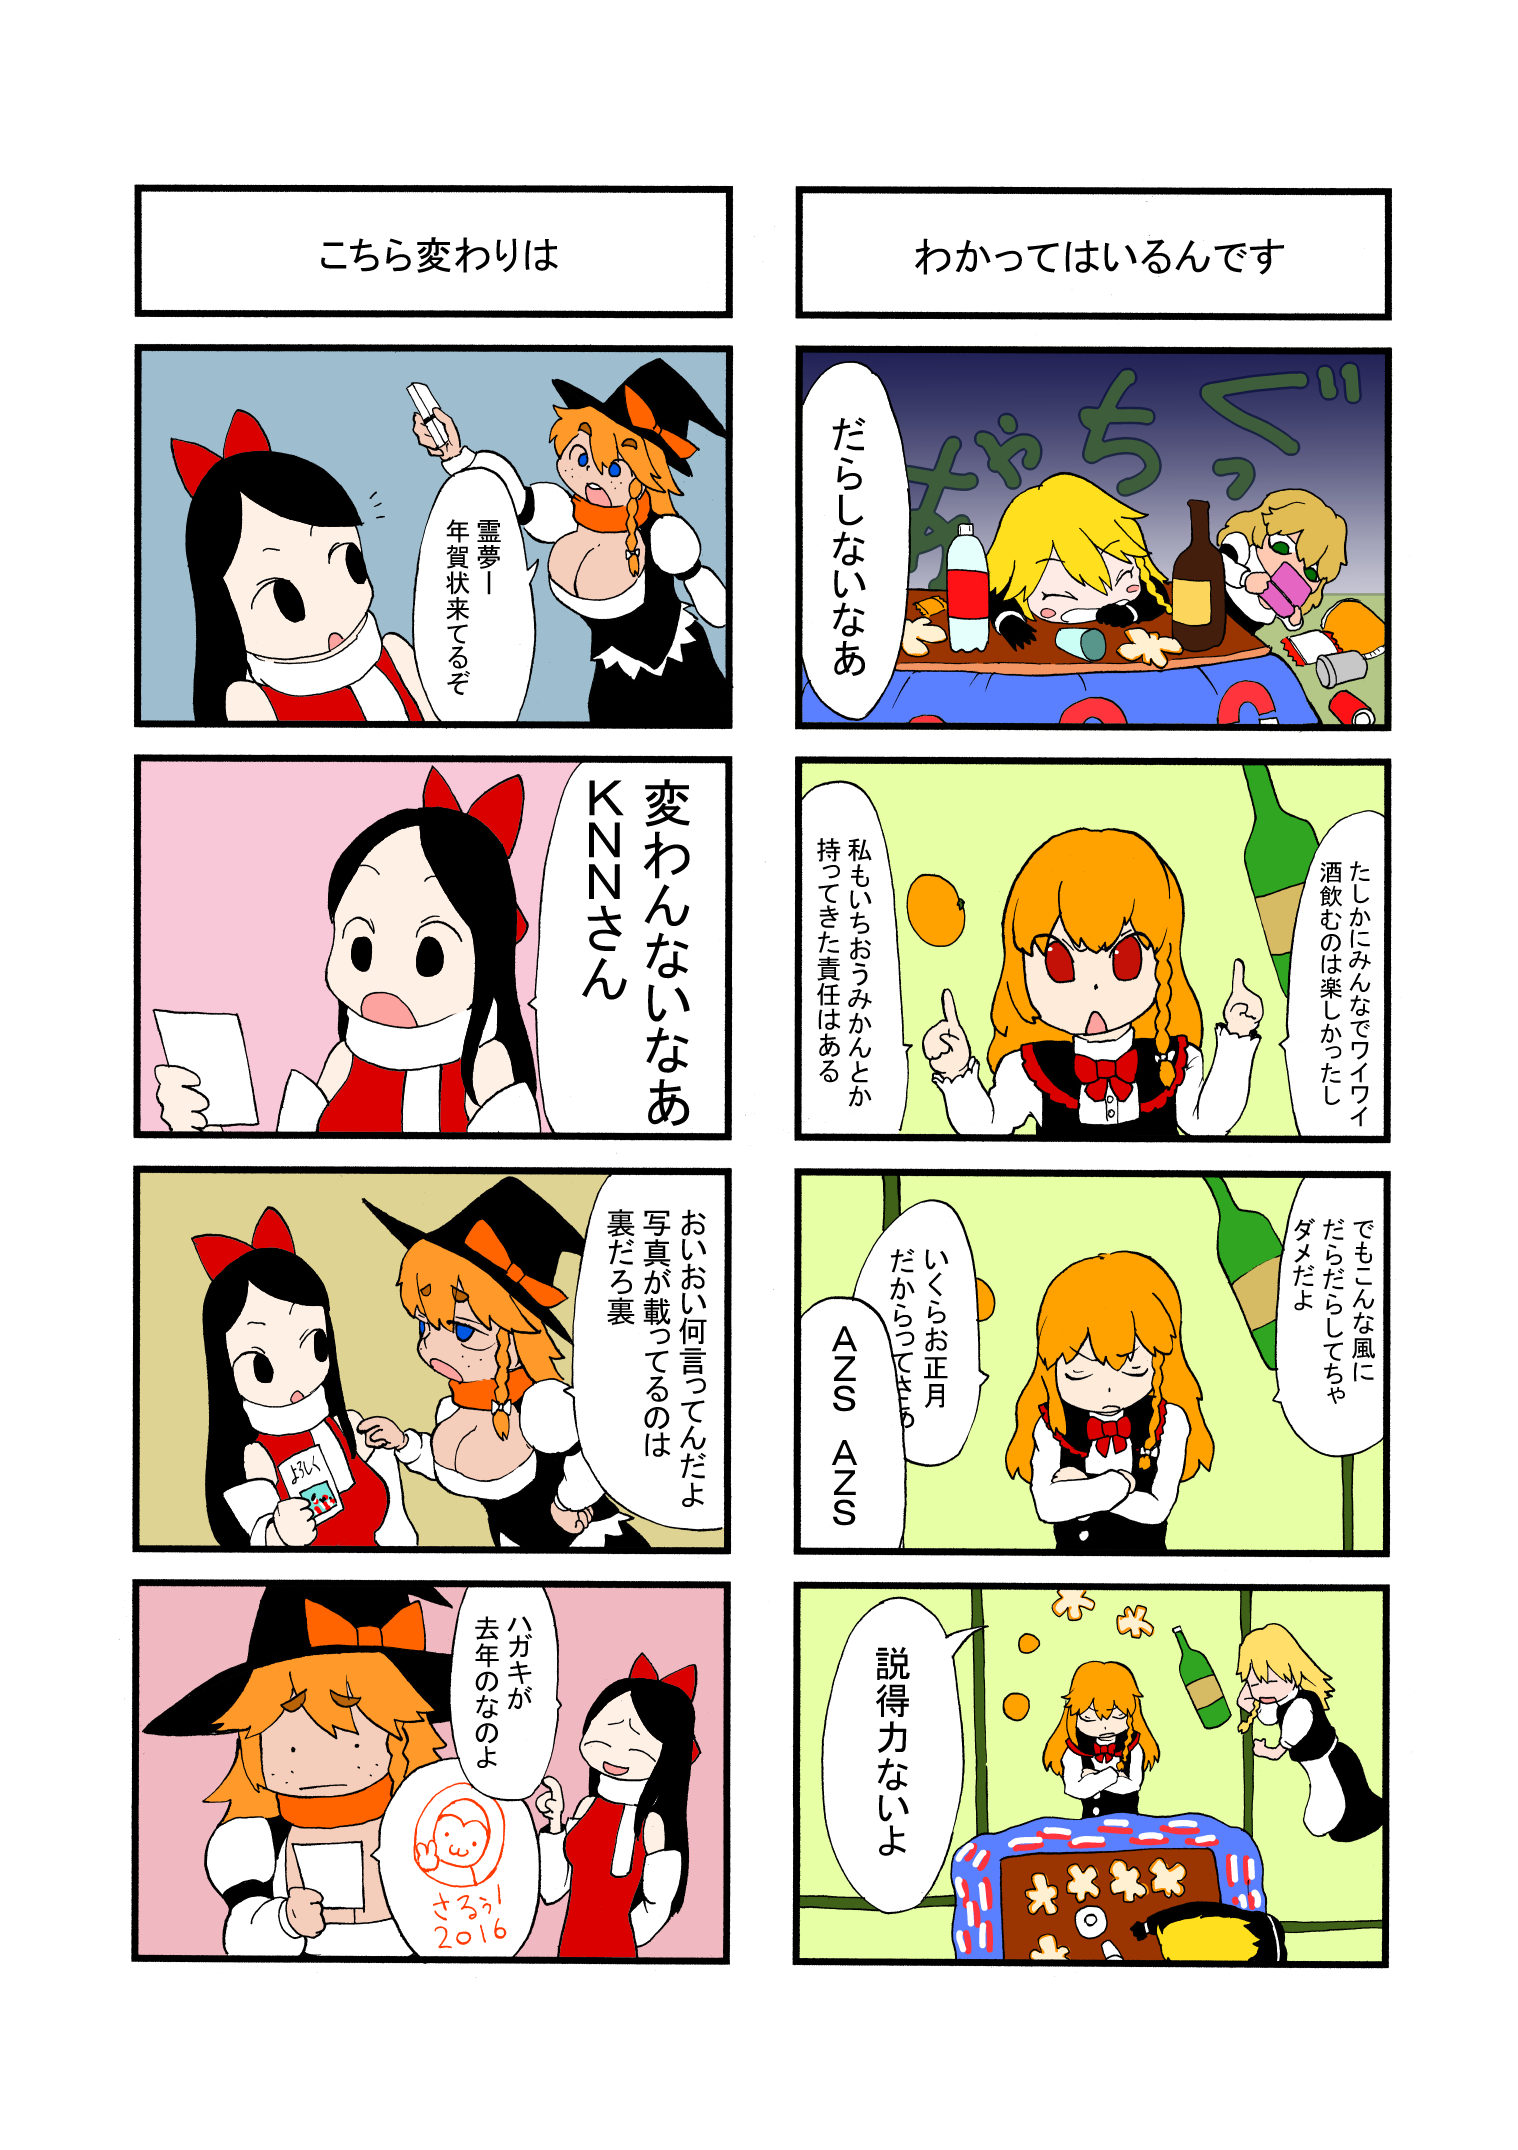 わかってはいるんです
ぐっちゃぁ
だらしないなあ
たしかにみんなでワイワイ
酒飲むのは楽しかったし
私もいちおうみかんとか
持ってきた責任はある
でもこんな風に
だらだらしてちゃ
ダメだよ
いくらお正月
だからってさぁ
AZS AZS
説得力ないよ
こちら変わりは
霊夢ー
年賀状来てるぞ
変わんないなあ
KNNさん
おいおい何言ってんだよ
写真が載ってるのは
裏だろ裏
よろしく
ハガキが
去年のなのよ
さるぅ!
2016